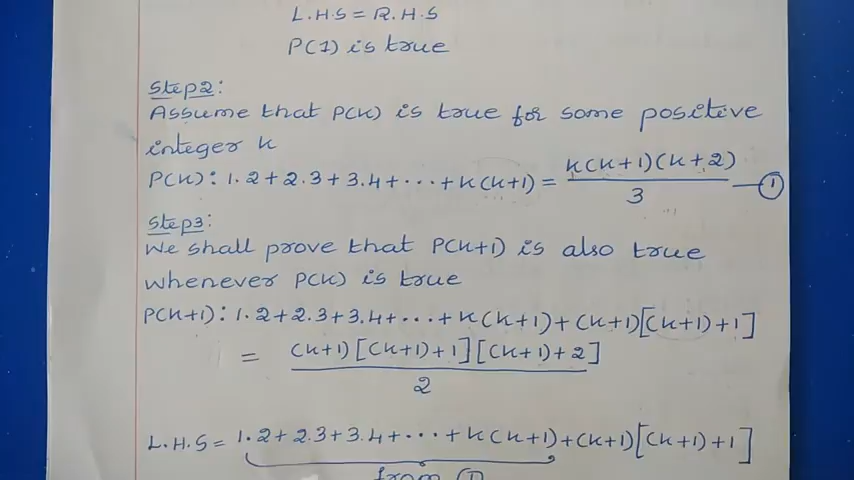 L.H.S = R.H.S
P(1) is true
Step2:
Assume that P(k) is true for some positive
integer k
P(k) : 1.2+2.3+3.4+...+k(k+1) = k(k+1)(k+2)/3 —①
Step3:
We shall prove that P(k+1) is also true
whenever P(k) is true
P(k+1) : 1.2+2.3+3.4+...+k(k+1)+(k+1)[(k+1)+1]
= (k+1)[(k+1)+1][(k+1)+2]/2
L.H.S = 1.2+2.3+3.4+...+k(k+1)+(k+1)[(k+1)+1]
from ①